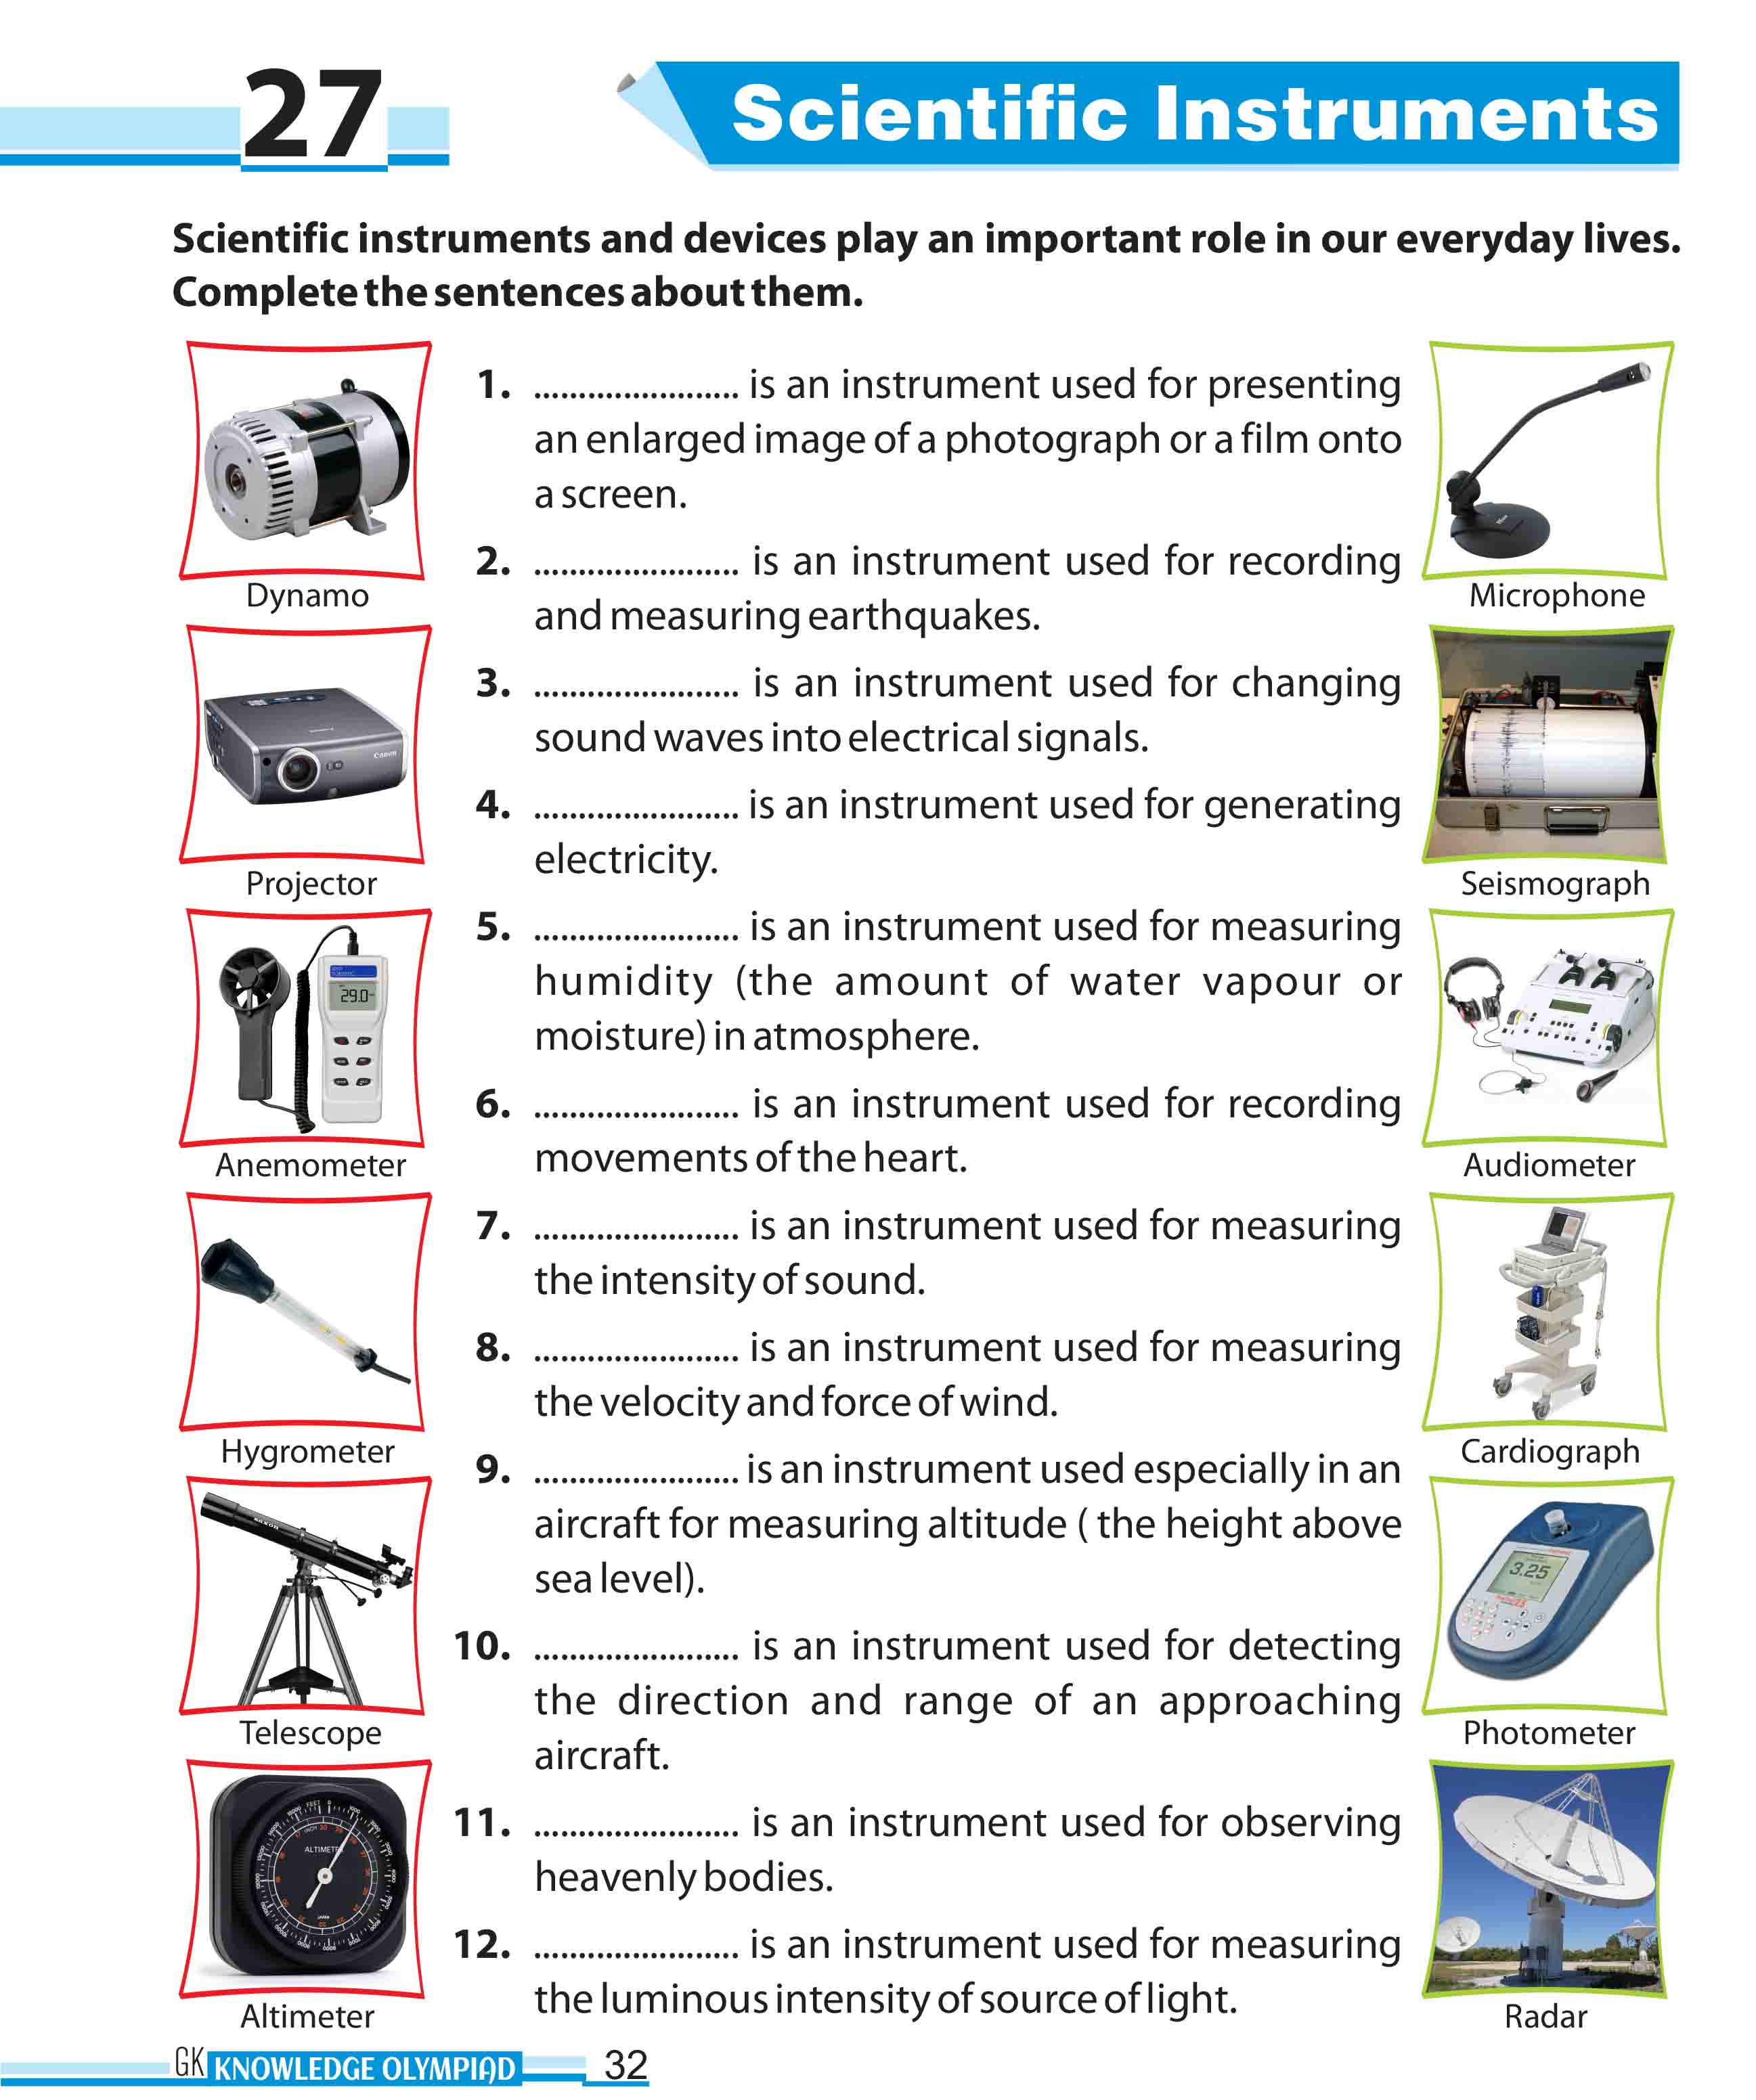 27
Scientific Instruments
Scientific instruments and devices play an important role in our everyday lives.
Complete the sentences about them.
1. ....................... is an instrument used for presenting
an enlarged image of a photograph or a film onto
a screen.
2. ....................... is an instrument used for recording
and measuring earthquakes.
3. ....................... is an instrument used for changing
sound waves into electrical signals.
4. ....................... is an instrument used for generating
electricity.
5. ....................... is an instrument used for measuring
humidity (the amount of water vapour or
moisture) in atmosphere.
6. ....................... is an instrument used for recording
movements of the heart.
7. ....................... is an instrument used for measuring
the intensity of sound.
8. ....................... is an instrument used for measuring
the velocity and force of wind.
9. ....................... is an instrument used especially in an
aircraft for measuring altitude ( the height above
sea level).
10. ....................... is an instrument used for detecting
the direction and range of an approaching
aircraft.
11. ....................... is an instrument used for observing
heavenly bodies.
12. ....................... is an instrument used for measuring
the luminous intensity of source of light.
Dynamo
Canon
Projector
29.0
Anemometer
Hygrometer
SAXON
Telescope
FEET
INCH
ALTIMETER
Altimeter
Microphone
Seismograph
Audiometer
Cardiograph
3.25
Photometer
Radar
GK KNOWLEDGE OLYMPIAD
32